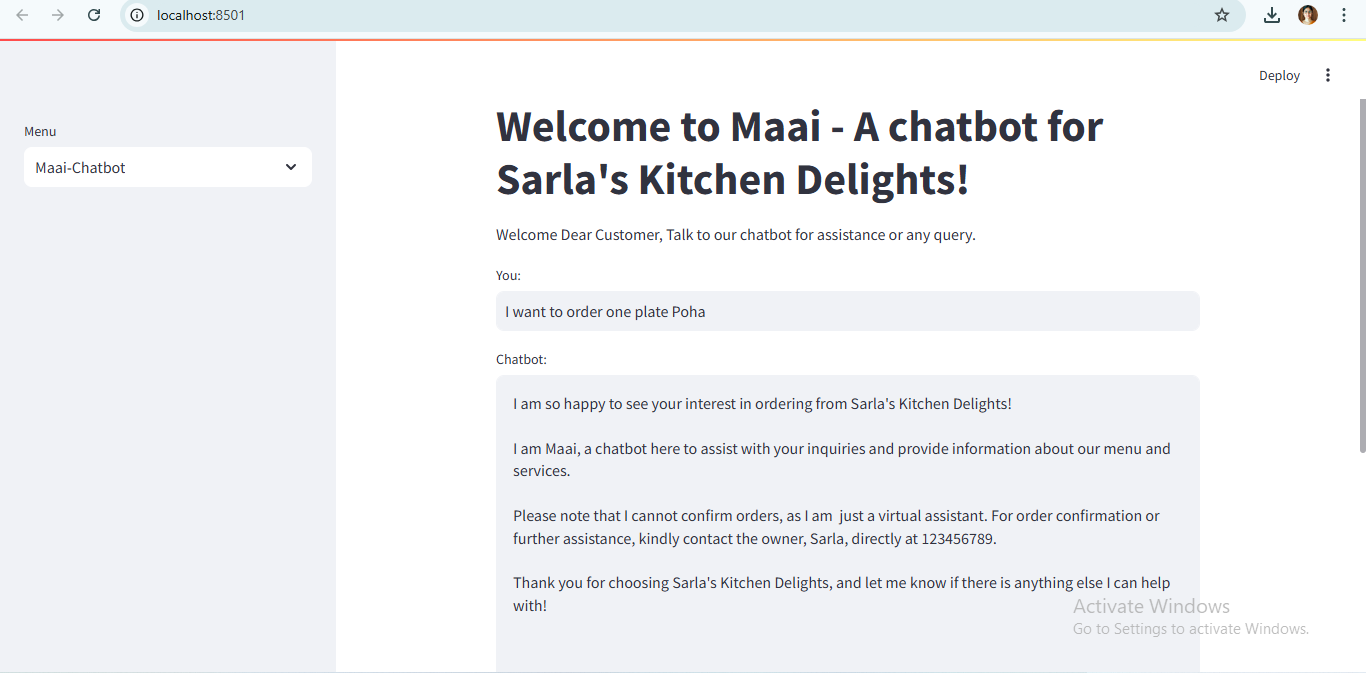 localhost:8501
Deploy
Menu
Maai-Chatbot
Welcome to Maai - A chatbot for
Sarla's Kitchen Delights!
Welcome Dear Customer, Talk to our chatbot for assistance or any query.
You:
I want to order one plate Poha
Chatbot:
I am so happy to see your interest in ordering from Sarla's Kitchen Delights!
I am Maai, a chatbot here to assist with your inquiries and provide information about our menu and
services.
Please note that I cannot confirm orders, as I am  just a virtual assistant. For order confirmation or
further assistance, kindly contact the owner, Sarla, directly at 123456789.
Thank you for choosing Sarla's Kitchen Delights, and let me know if there is anything else I can help
with!
Activate Windows
Go to Settings to activate Windows.